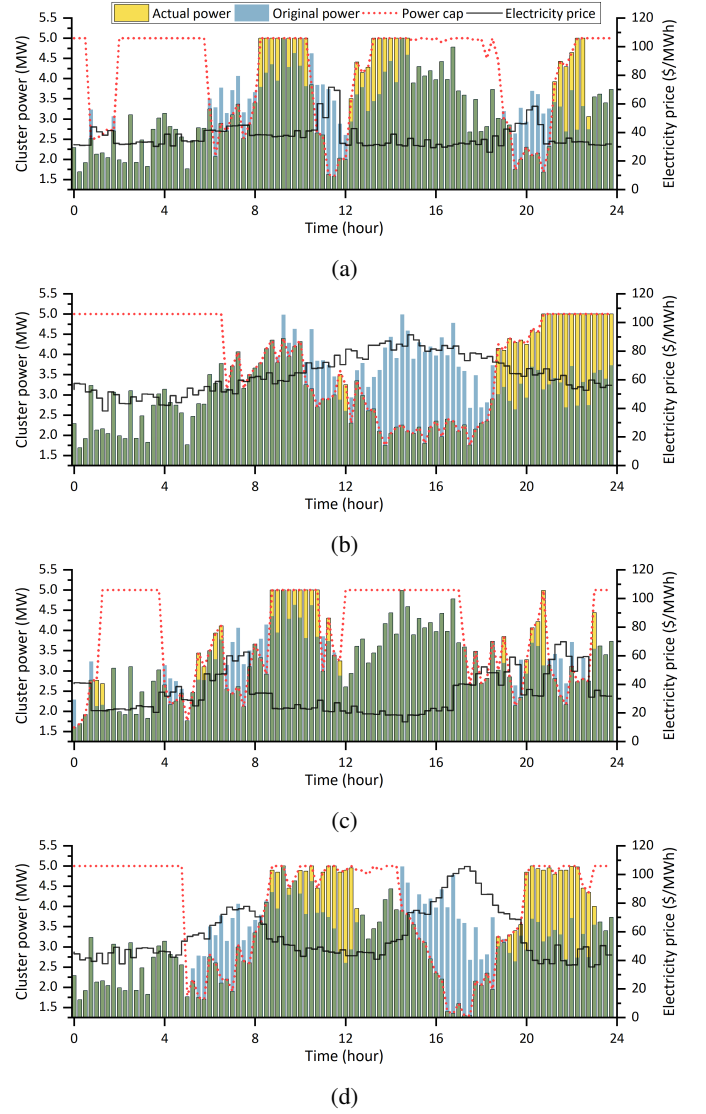 Actual power Original power Power cap Electricity price
5.5 120
5.0 100
4.5
4.0 80
3.5 60
3.0
2.5 40
2.0 20
1.5 0
0 4 8 12 16 20 24
Cluster power (MW)
Electricity price ($/MWh)
Time (hour)
(a)
5.5 120
5.0 100
4.5
4.0 80
3.5 60
3.0
2.5 40
2.0 20
1.5 0
0 4 8 12 16 20 24
Cluster power (MW)
Electricity price ($/MWh)
Time (hour)
(b)
5.5 120
5.0 100
4.5
4.0 80
3.5 60
3.0
2.5 40
2.0 20
1.5 0
0 4 8 12 16 20 24
Cluster power (MW)
Electricity price ($/MWh)
Time (hour)
(c)
5.5 120
5.0 100
4.5
4.0 80
3.5 60
3.0
2.5 40
2.0 20
1.5 0
0 4 8 12 16 20 24
Cluster power (MW)
Electricity price ($/MWh)
Time (hour)
(d)